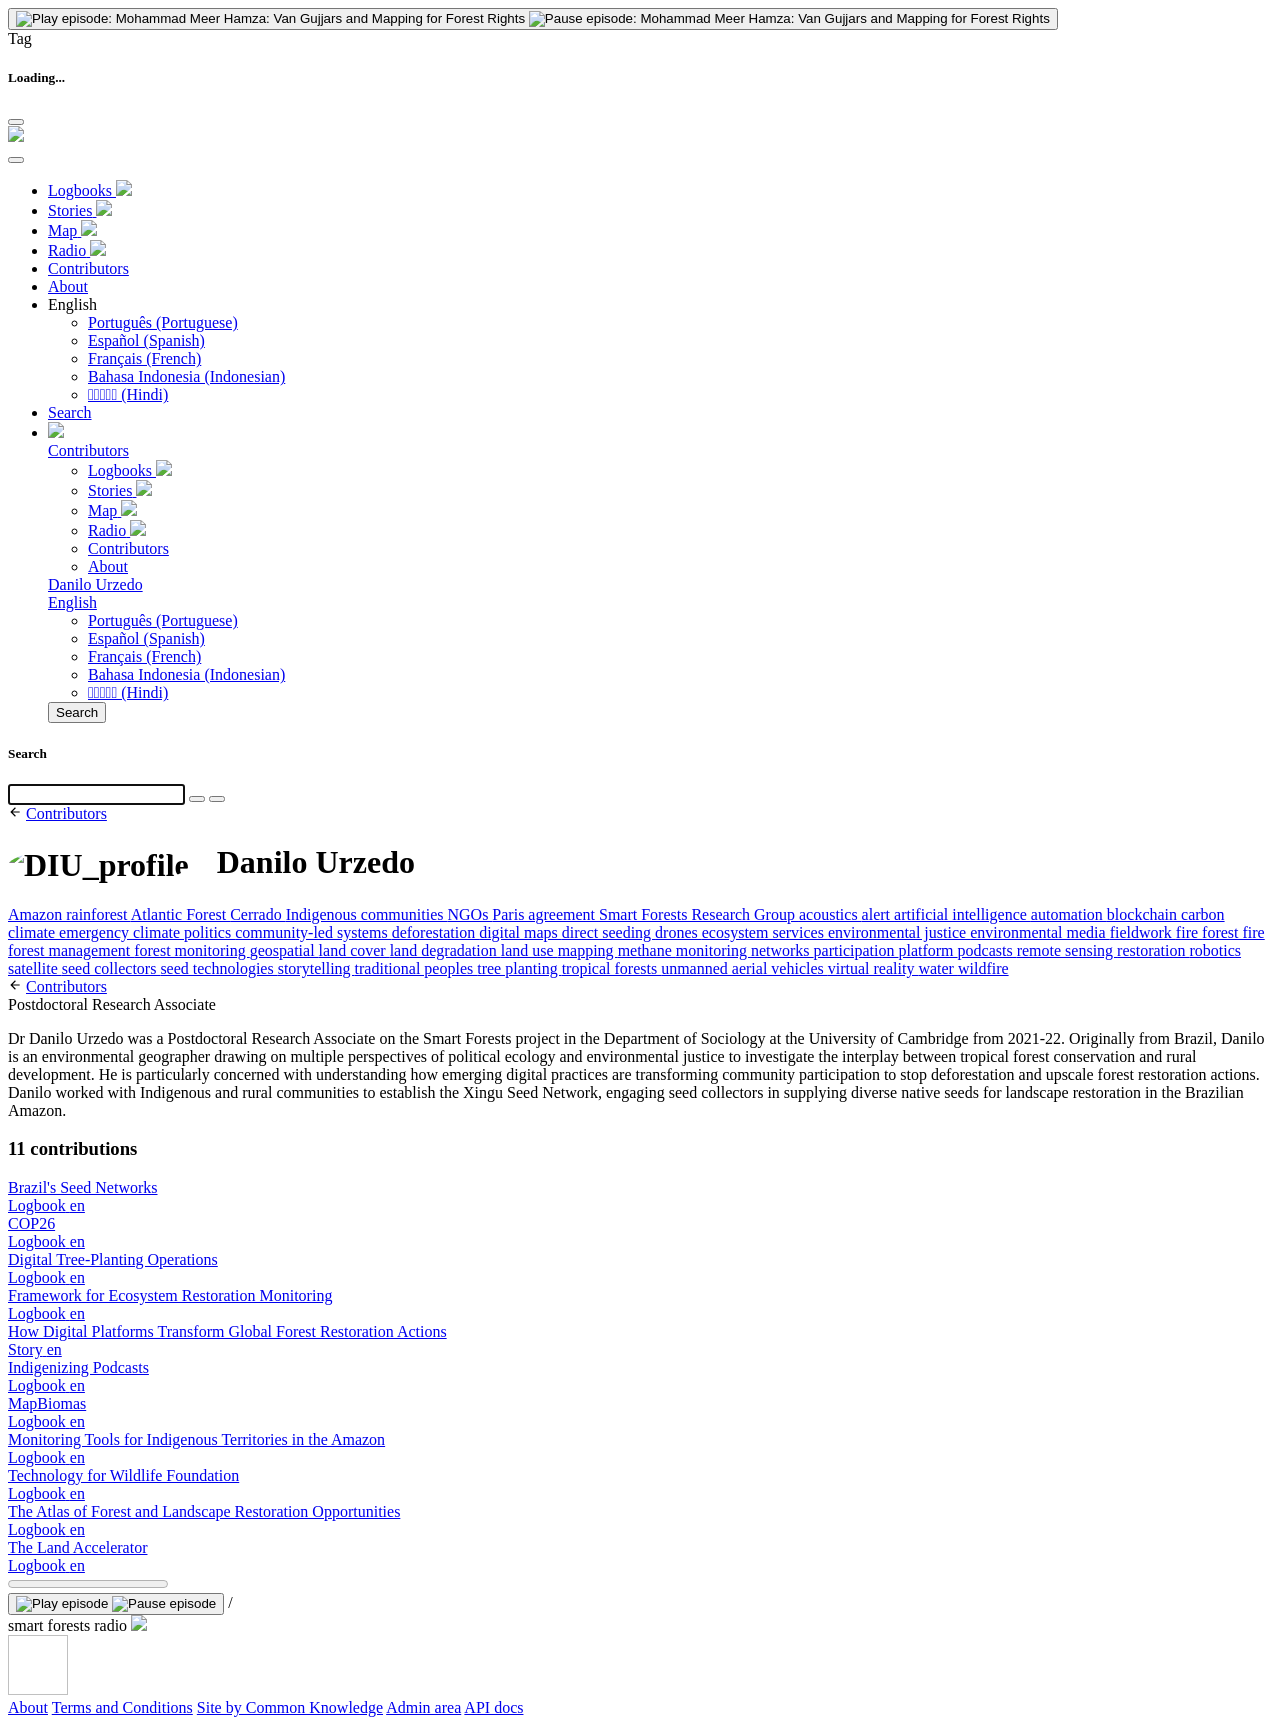 Play episode: Mohammad Meer Hamza: Van Gujjars and Mapping for Forest Rights Pause episode: Mohammad Meer Hamza: Van Gujjars and Mapping for Forest Rights
Tag
Loading...
Logbooks
Stories
Map
Radio
Contributors
About
English
Português (Portuguese)
Español (Spanish)
Français (French)
Bahasa Indonesia (Indonesian)
(Hindi)
Search
Contributors
Logbooks
Stories
Map
Radio
Contributors
About
Danilo Urzedo
English
Português (Portuguese)
Español (Spanish)
Français (French)
Bahasa Indonesia (Indonesian)
(Hindi)
Search
Search
Contributors
DIU_profile Danilo Urzedo
Amazon rainforest Atlantic Forest Cerrado Indigenous communities NGOs Paris agreement Smart Forests Research Group acoustics alert artificial intelligence automation blockchain carbon
climate emergency climate politics community-led systems deforestation digital maps direct seeding drones ecosystem services environmental justice environmental media fieldwork fire forest fire
forest management forest monitoring geospatial land cover land degradation land use mapping methane monitoring networks participation platform podcasts remote sensing restoration robotics
satellite seed collectors seed technologies storytelling traditional peoples tree planting tropical forests unmanned aerial vehicles virtual reality water wildfire
Contributors
Postdoctoral Research Associate
Dr Danilo Urzedo was a Postdoctoral Research Associate on the Smart Forests project in the Department of Sociology at the University of Cambridge from 2021-22. Originally from Brazil, Danilo
is an environmental geographer drawing on multiple perspectives of political ecology and environmental justice to investigate the interplay between tropical forest conservation and rural
development. He is particularly concerned with understanding how emerging digital practices are transforming community participation to stop deforestation and upscale forest restoration actions.
Danilo worked with Indigenous and rural communities to establish the Xingu Seed Network, engaging seed collectors in supplying diverse native seeds for landscape restoration in the Brazilian
Amazon.
11 contributions
Brazil's Seed Networks
Logbook en
COP26
Logbook en
Digital Tree-Planting Operations
Logbook en
Framework for Ecosystem Restoration Monitoring
Logbook en
How Digital Platforms Transform Global Forest Restoration Actions
Story en
Indigenizing Podcasts
Logbook en
MapBiomas
Logbook en
Monitoring Tools for Indigenous Territories in the Amazon
Logbook en
Technology for Wildlife Foundation
Logbook en
The Atlas of Forest and Landscape Restoration Opportunities
Logbook en
The Land Accelerator
Logbook en
Play episode Pause episode /
smart forests radio
About Terms and Conditions Site by Common Knowledge Admin area API docs